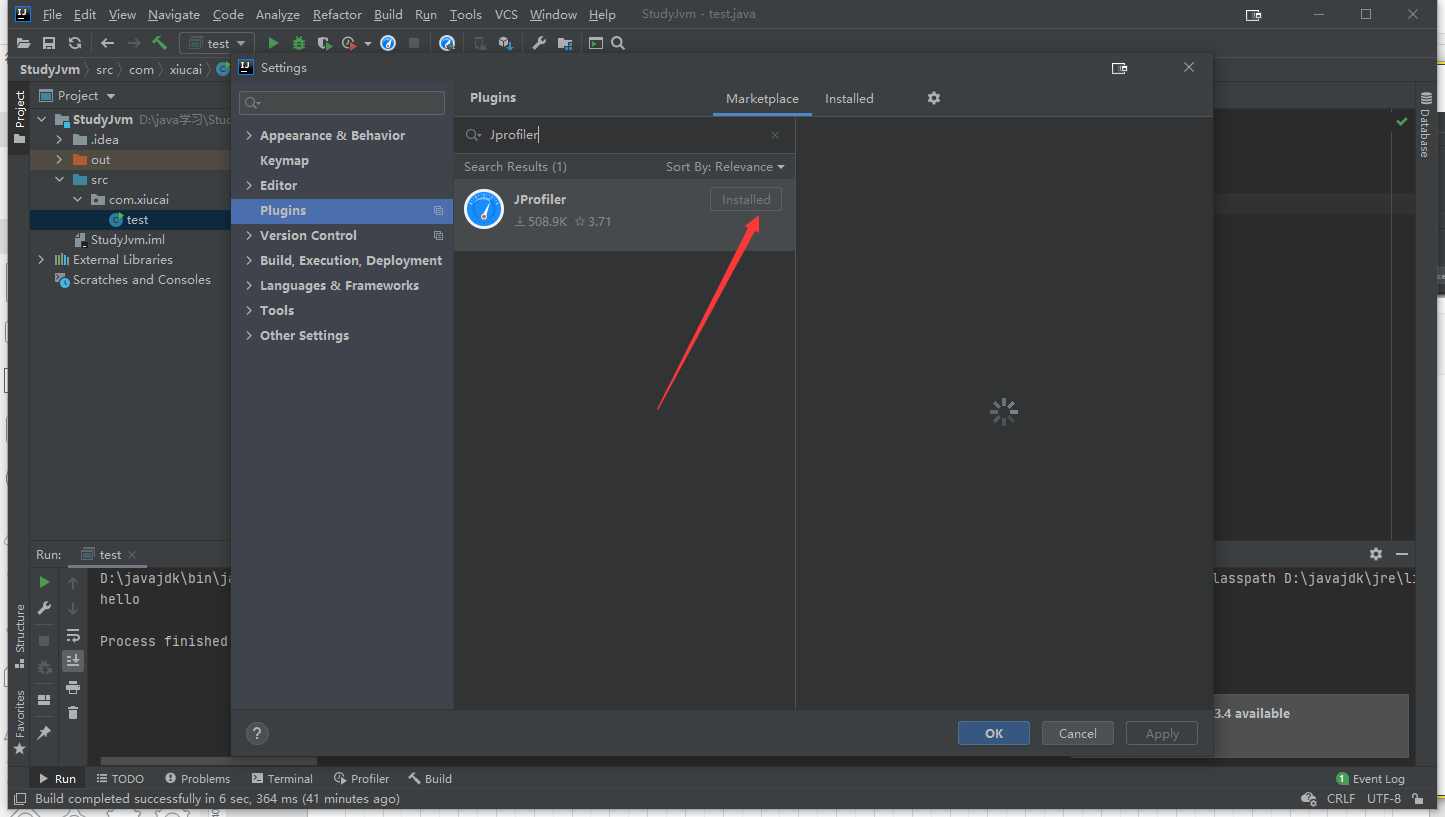 File Edit View Navigate Code Analyze Refactor Build Run Tools VCS Window Help StudyJvm - test.java
test
StudyJvm src com xiucai
Settings
Project
Project
StudyJvm D:\java学习\Stud
.idea
out
src
com.xiucai
test
StudyJvm.iml
External Libraries
Scratches and Consoles
Appearance & Behavior
Keymap
Editor
Plugins
Version Control
Build, Execution, Deployment
Languages & Frameworks
Tools
Other Settings
Plugins Marketplace Installed
Jprofiler
Search Results (1) Sort By: Relevance
JProfiler Installed
508.9K 3.71
Database
Run: test
D:\javajdk\bin\ja
lasspath D:\javajdk\jre\li
hello
Process finished
Structure
Favorites
3.4 available
? OK Cancel Apply
Run TODO Problems Terminal Profiler Build 1 Event Log
Build completed successfully in 6 sec, 364 ms (41 minutes ago) CRLF UTF-8